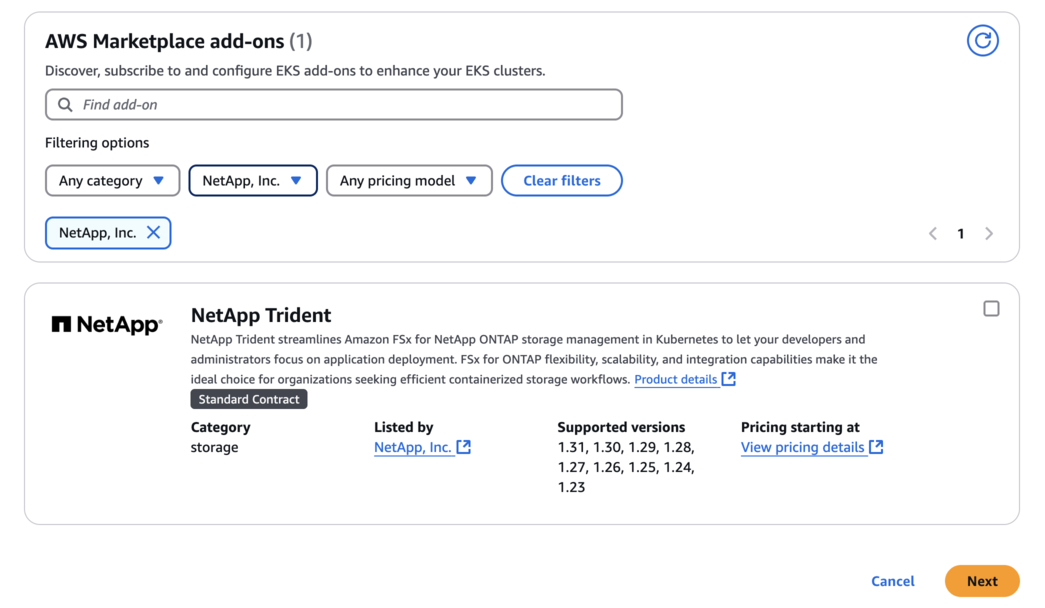 AWS Marketplace add-ons (1)
Discover, subscribe to and configure EKS add-ons to enhance your EKS clusters.
Find add-on
Filtering options
Any category
NetApp, Inc.
Any pricing model
Clear filters
NetApp, Inc.
1
NetApp®
NetApp Trident
NetApp Trident streamlines Amazon FSx for NetApp ONTAP storage management in Kubernetes to let your developers and
administrators focus on application deployment. FSx for ONTAP flexibility, scalability, and integration capabilities make it the
ideal choice for organizations seeking efficient containerized storage workflows. Product details
Standard Contract
Category
storage
Listed by
NetApp, Inc.
Supported versions
1.31, 1.30, 1.29, 1.28,
1.27, 1.26, 1.25, 1.24,
1.23
Pricing starting at
View pricing details
Cancel
Next